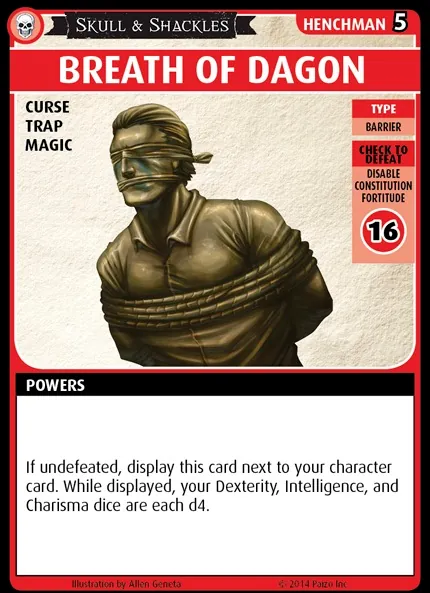 SKULL & SHACKLES
HENCHMAN 5
BREATH OF DAGON
CURSE
TRAP
MAGIC
TYPE
BARRIER
CHECK TO
DEFEAT
DISABLE
CONSTITUTION
FORTITUDE
16
POWERS
If undefeated, display this card next to your character
card. While displayed, your Dexterity, Intelligence, and
Charisma dice are each d4.
Illustration by Allen Geneta
© 2014 Paizo Inc